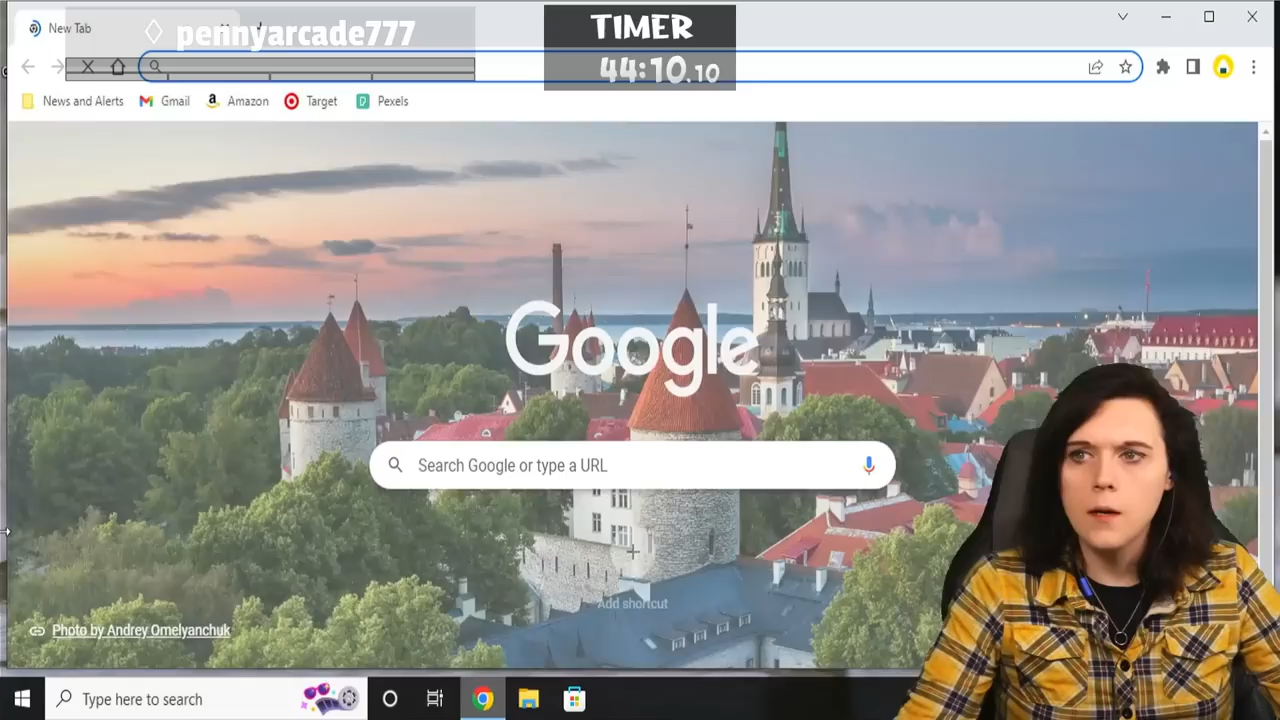 New Tab
pennyarcade777
TIMER
44:10.10
News and Alerts
Gmail
Amazon
Target
Pexels
Google
Search Google or type a URL
Add shortcut
Photo by Andrey Omelyanchuk
Type here to search